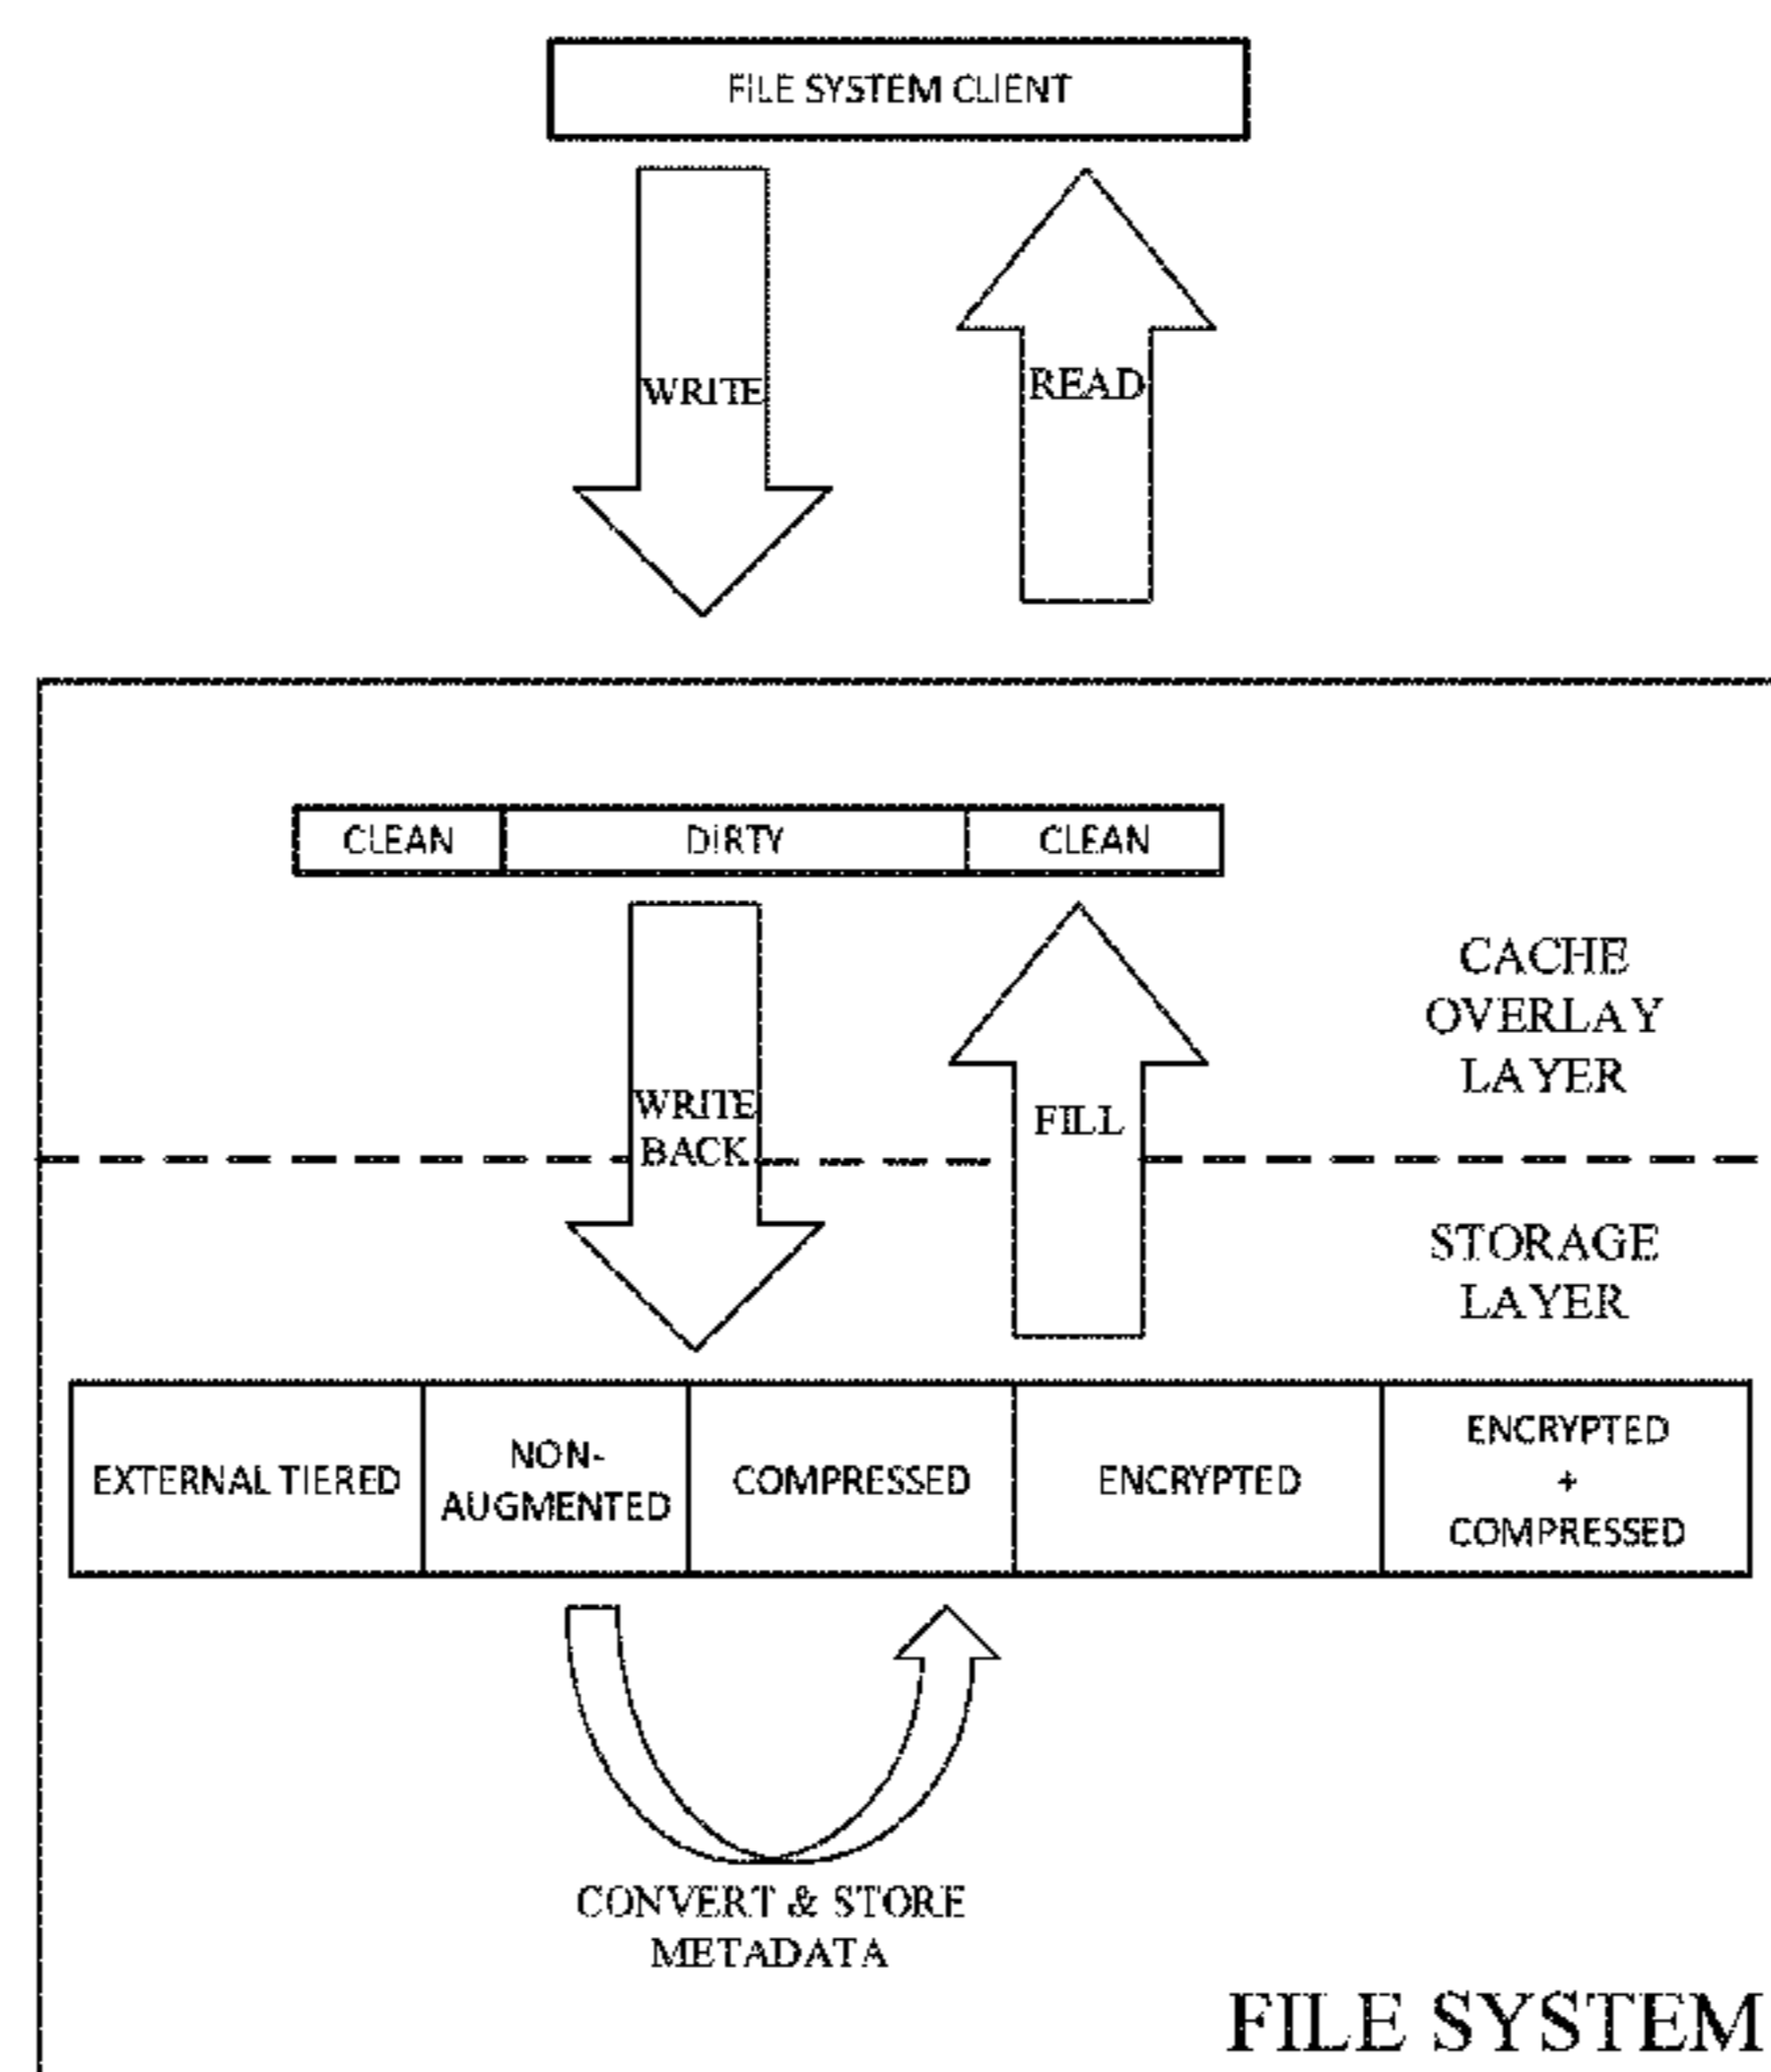 FILE SYSTEM CLIENT
WRITE
READ
CLEAN
DIRTY
CLEAN
CACHE
OVERLAY
LAYER
WRITE
BACK
FILL
STORAGE
LAYER
EXTERNAL TIERED
NON-
AUGMENTED
COMPRESSED
ENCRYPTED
ENCRYPTED
+
COMPRESSED
CONVERT & STORE
METADATA
FILE SYSTEM